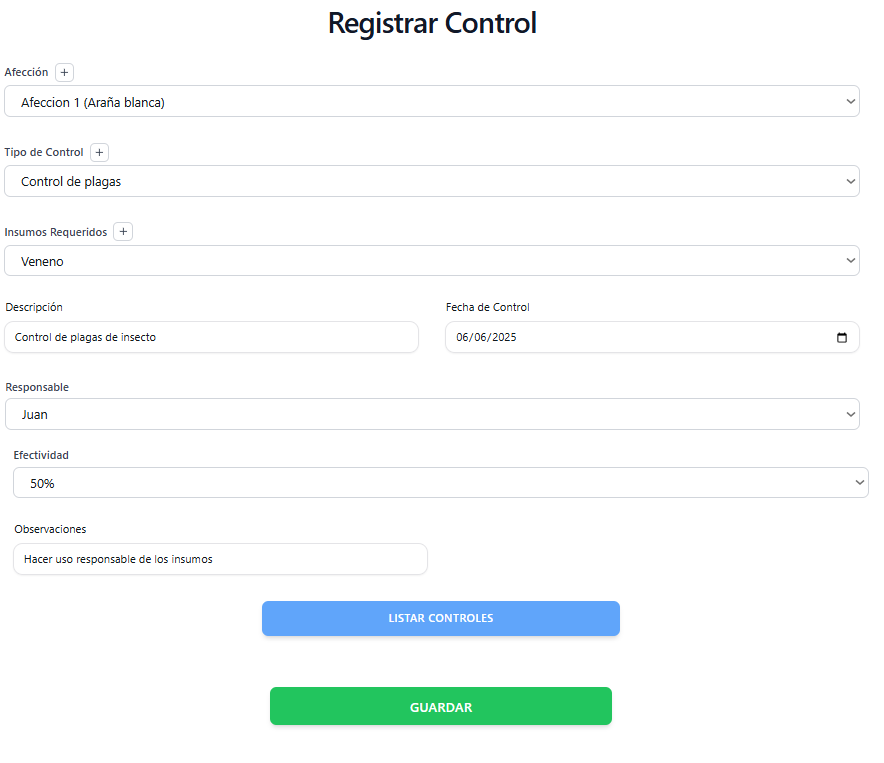 Registrar Control
Afección +
Afeccion 1 (Araña blanca)
Tipo de Control +
Control de plagas
Insumos Requeridos +
Veneno
Descripción
Control de plagas de insecto
Fecha de Control
06/06/2025
Responsable
Juan
Efectividad
50%
Observaciones
Hacer uso responsable de los insumos
LISTAR CONTROLES
GUARDAR